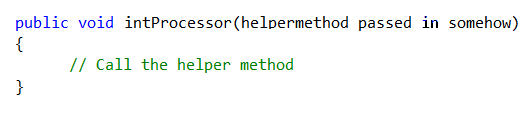 public void intProcessor(helpermethod passed in somehow)
{
// Call the helper method
}